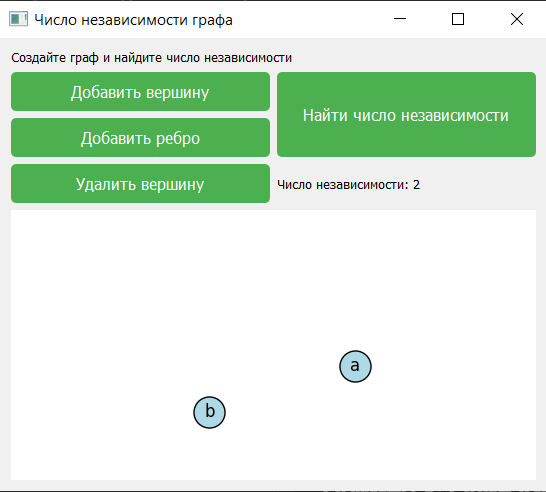 Число независимости графа
Создайте граф и найдите число независимости
Добавить вершину
Найти число независимости
Добавить ребро
Удалить вершину
Число независимости: 2
a
b